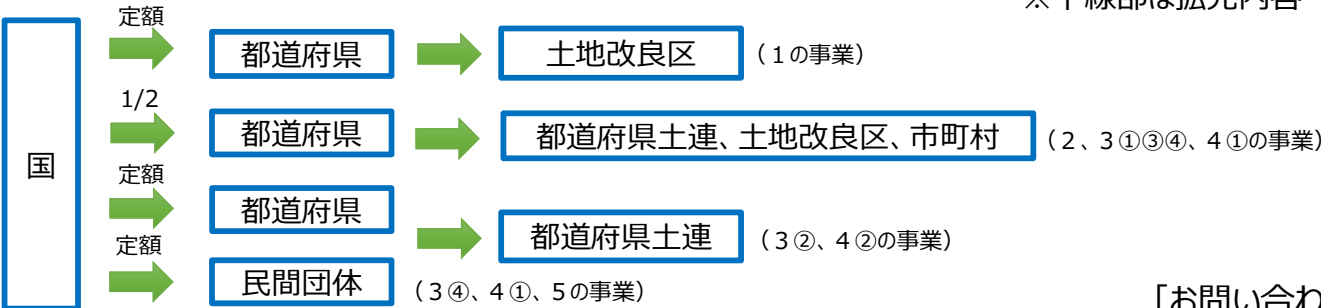 ※下線部は拡充内容
定額
都道府県
土地改良区
（１の事業）
1/2
都道府県
都道府県土連、土地改良区、市町村
（２、３①③④、４①の事業）
国
定額
都道府県
都道府県土連
（３②、４②の事業）
定額
民間団体
（３④、４①、５の事業）
［お問い合わ